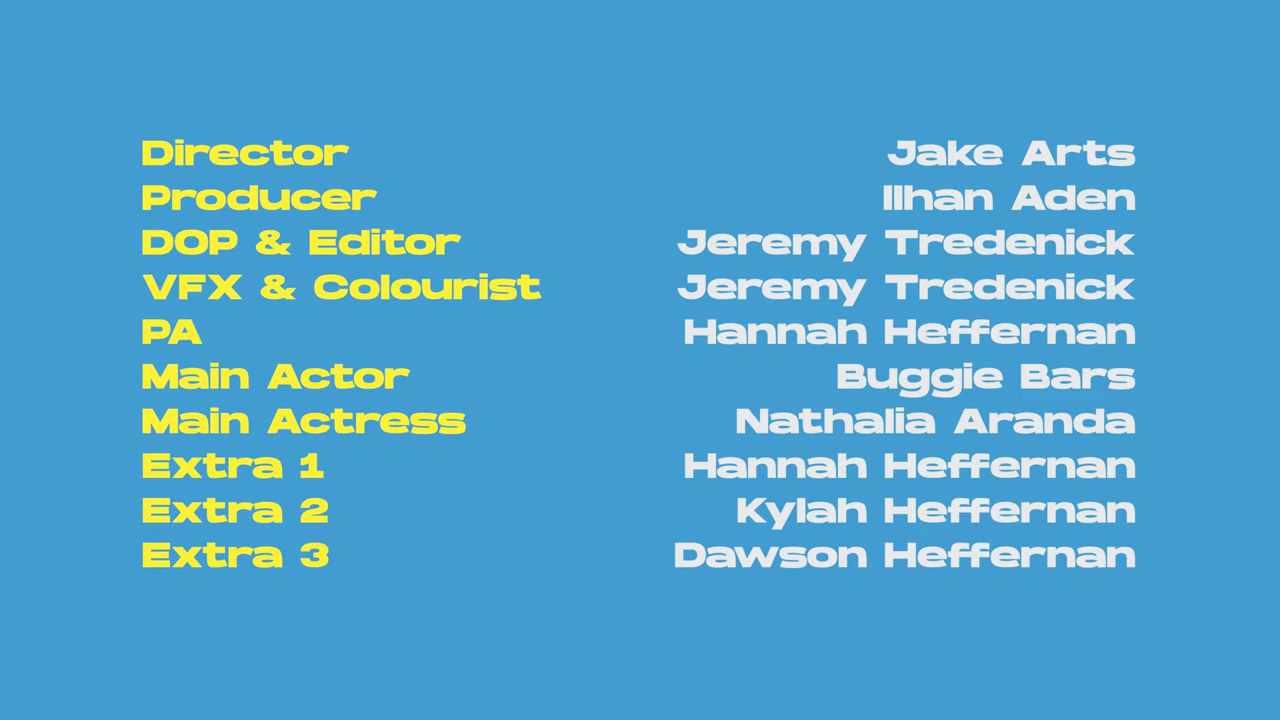 Director Jake Arts
Producer Ilhan Aden
DOP & Editor Jeremy Tredenick
VFX & Colourist Jeremy Tredenick
PA Hannah Heffernan
Main Actor Buggie Bars
Main Actress Nathalia Aranda
Extra 1 Hannah Heffernan
Extra 2 Kylah Heffernan
Extra 3 Dawson Heffernan